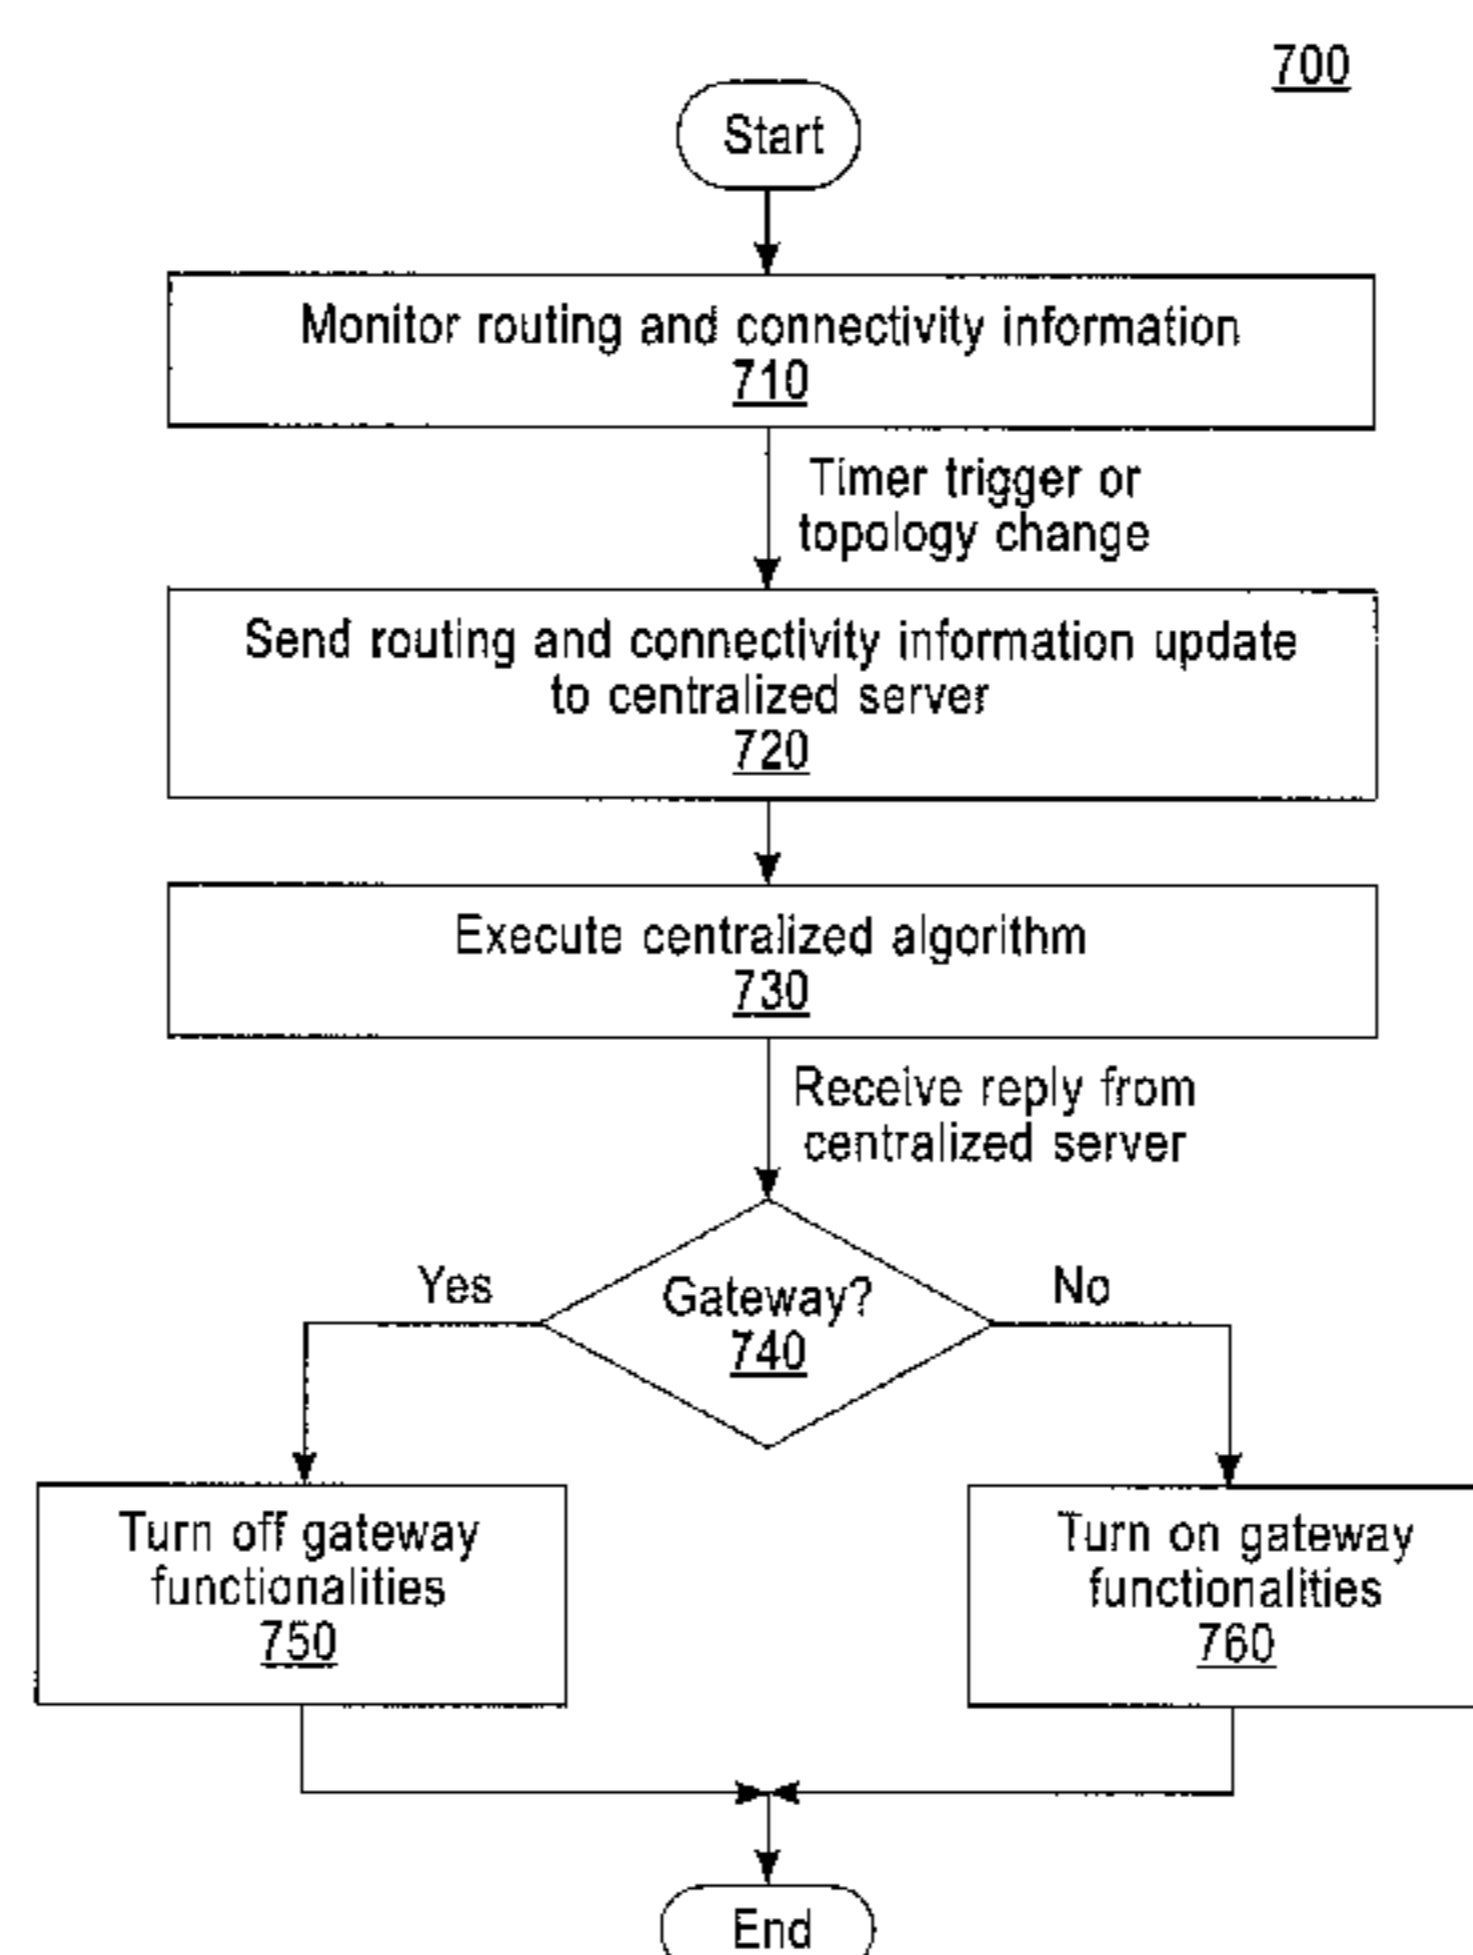 700
Start
Monitor routing and connectivity information
710
Timer trigger or
topology change
Send routing and connectivity information update
to centralized server
720
Execute centralized algorithm
730
Receive reply from
centralized server
Yes
Gateway?
No
740
Turn off gateway
functionalities
750
Turn on gateway
functionalities
760
End